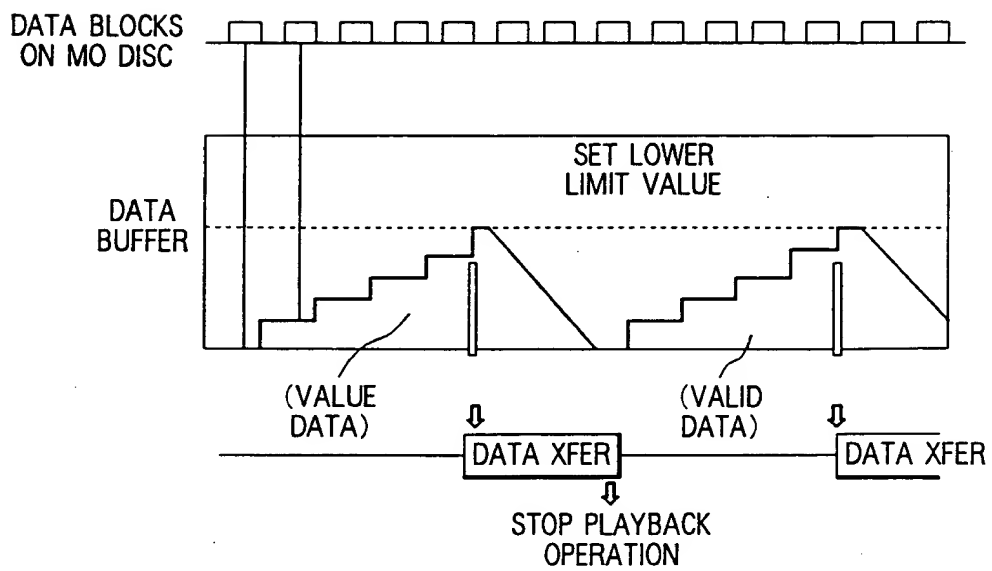 DATA BLOCKS
ON MO DISC
SET LOWER
LIMIT VALUE
DATA
BUFFER
(VALUE
DATA)
(VALID
DATA)
DATA XFER
DATA XFER
STOP PLAYBACK
OPERATION